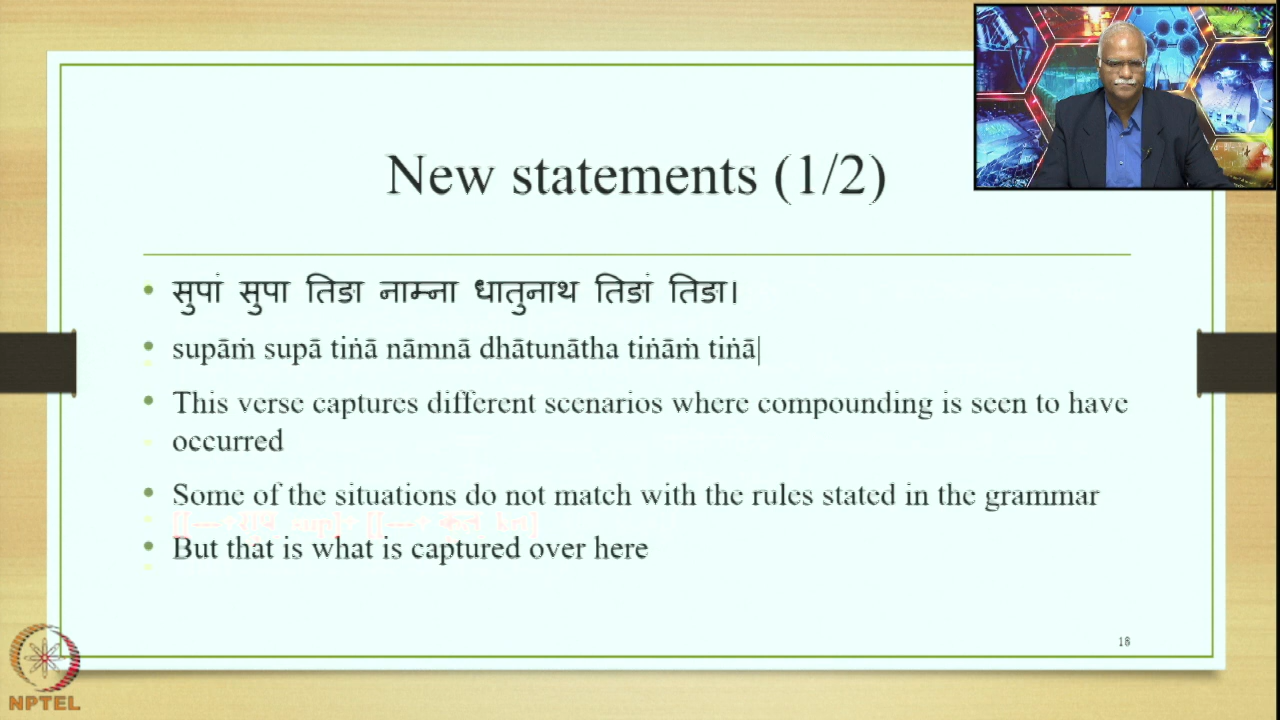 New statements (1/2)
• सुपां सुपा तिङा नाम्ना धातुनाथ तिङां तिङा।
• supāṁ supā tiṅā nāmnā dhātunātha tiṅāṁ tiṅā|
• This verse captures different scenarios where compounding is seen to have
occurred
• Some of the situations do not match with the rules stated in the grammar
• But that is what is captured over here
18
NPTEL